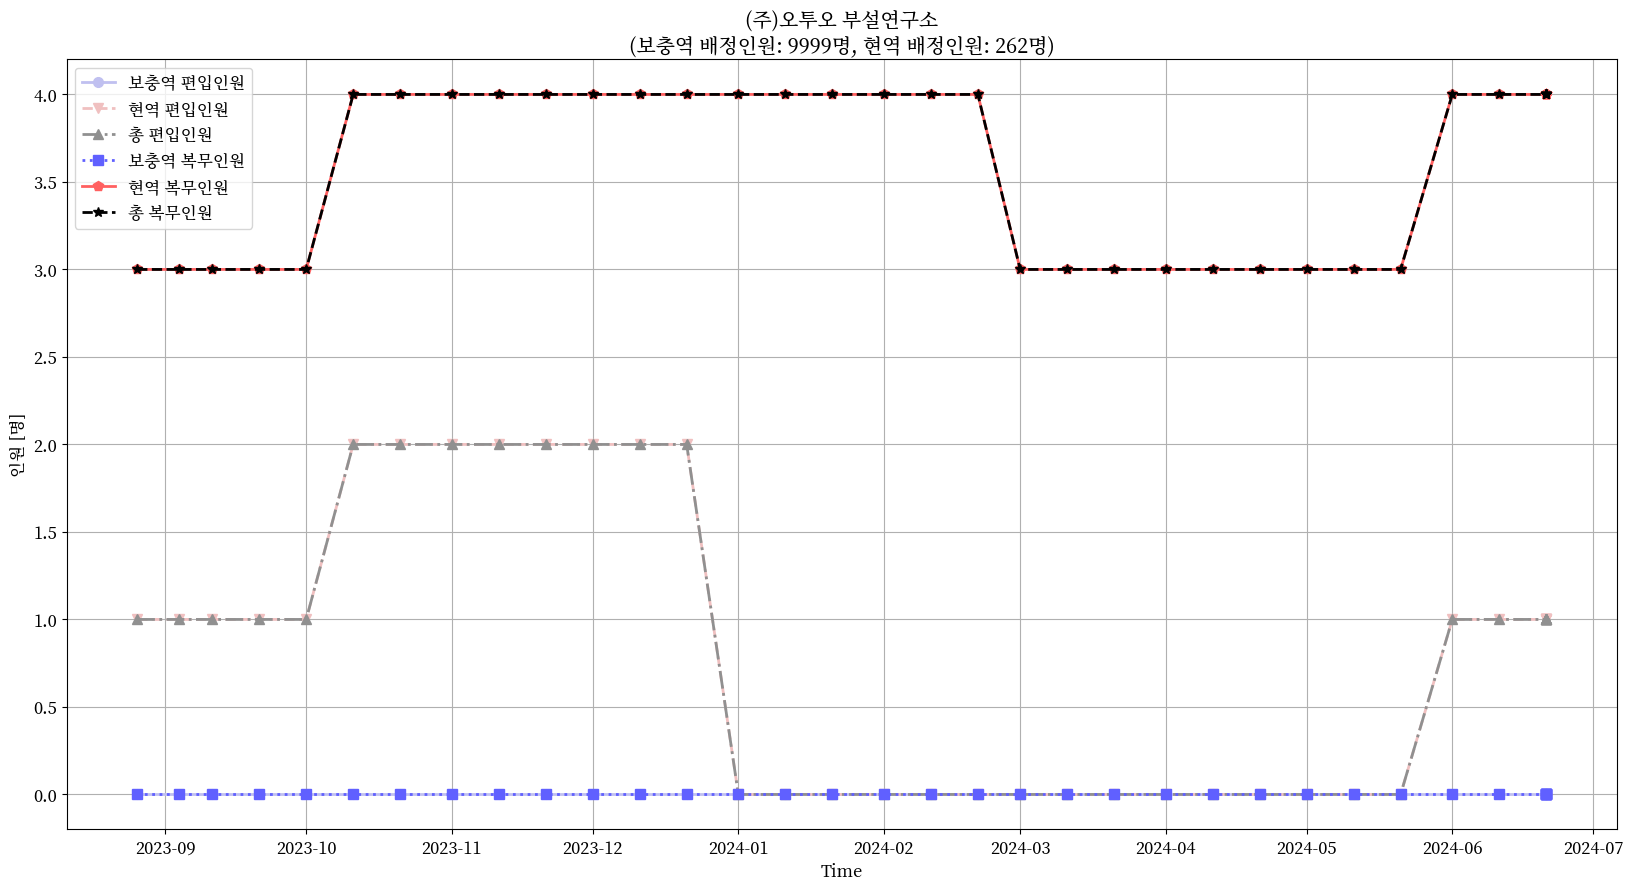 (주)오투오 부설연구소
(보충역 배정인원: 9999명, 현역 배정인원: 262명)
보충역 편입인원
현역 편입인원
총 편입인원
보충역 복무인원
현역 복무인원
총 복무인원
4.0
3.5
3.0
2.5
2.0
1.5
1.0
0.5
0.0
인원 [명]
2023-09 2023-10 2023-11 2023-12 2024-01 2024-02 2024-03 2024-04 2024-05 2024-06 2024-07
Time